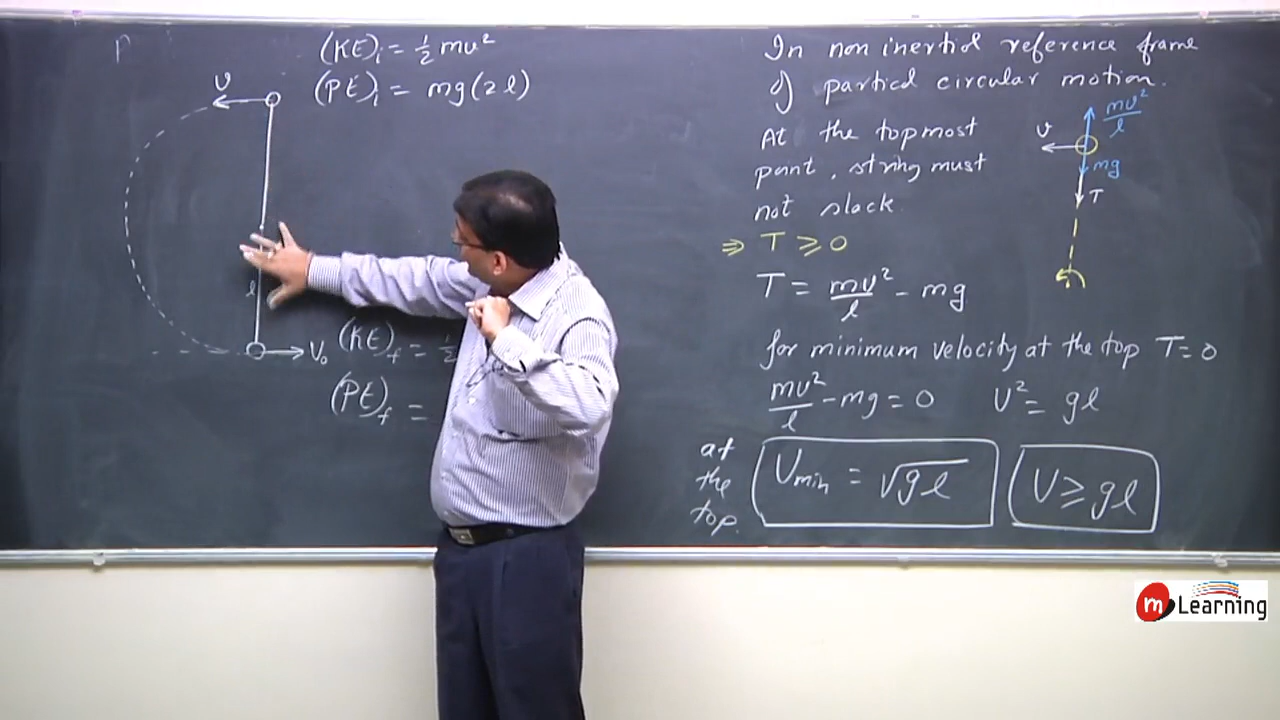 P
(KE)i = ½ mv²
(PE)i = mg(2l)
v
l
V₀
(KE)f = ½
(PE)f =
In non inertial reference frame
of particle circular motion.
At the topmost
point, string must
not slack.
⇒ T ≥ 0
T = mv²/l - mg
for minimum velocity at the top T = 0
mv²/l - mg = 0 V² = gl
at
the
top.
Vmin = √gl
V ≥ gl
mv²/l
v
mg
T
m Learning